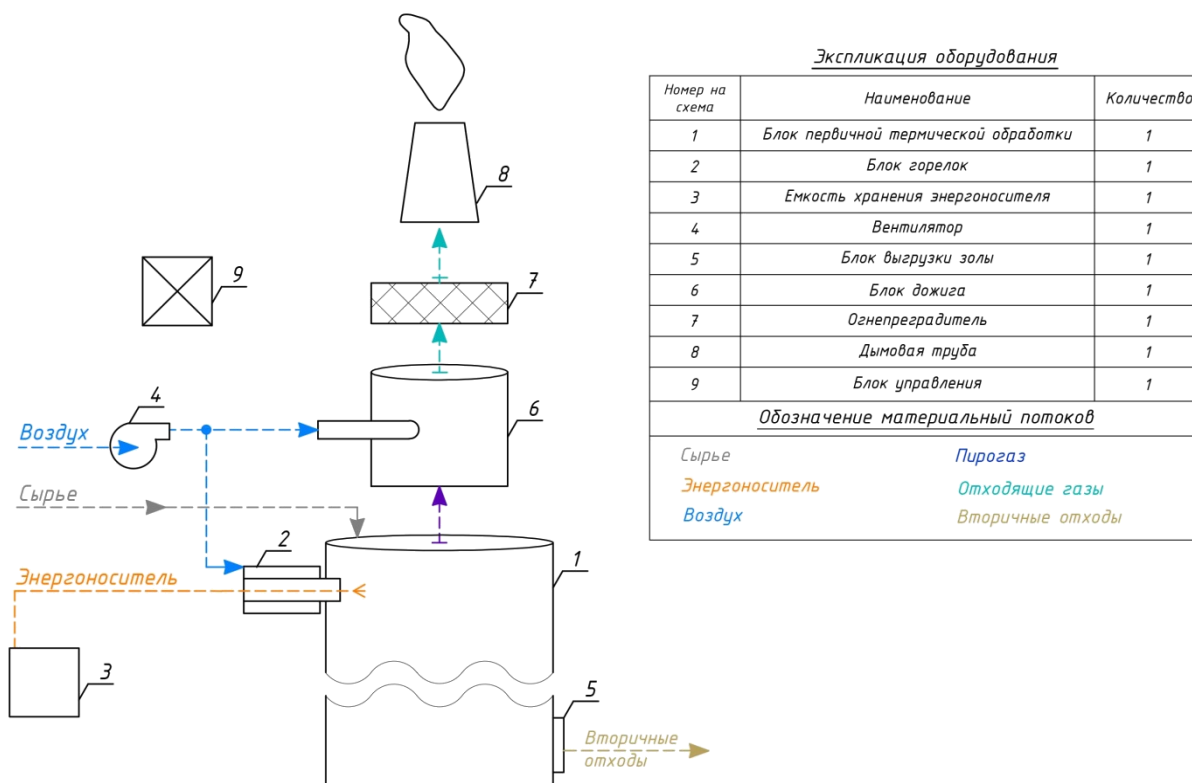 Экспликация оборудования
Номер на схема Наименование Количество
1 Блок первичной термической обработки 1
2 Блок горелок 1
3 Емкость хранения энергоносителя 1
4 Вентилятор 1
5 Блок выгрузки золы 1
6 Блок дожига 1
7 Огнепреградитель 1
8 Дымовая труба 1
9 Блок управления 1
Обозначение материальный потоков
Сырье Пирогаз
Энергоноситель Отходящие газы
Воздух Вторичные отходы
8
9
7
4
6
Воздух
Сырье
2
1
Энергоноситель
3
5
Вторичные
отходы